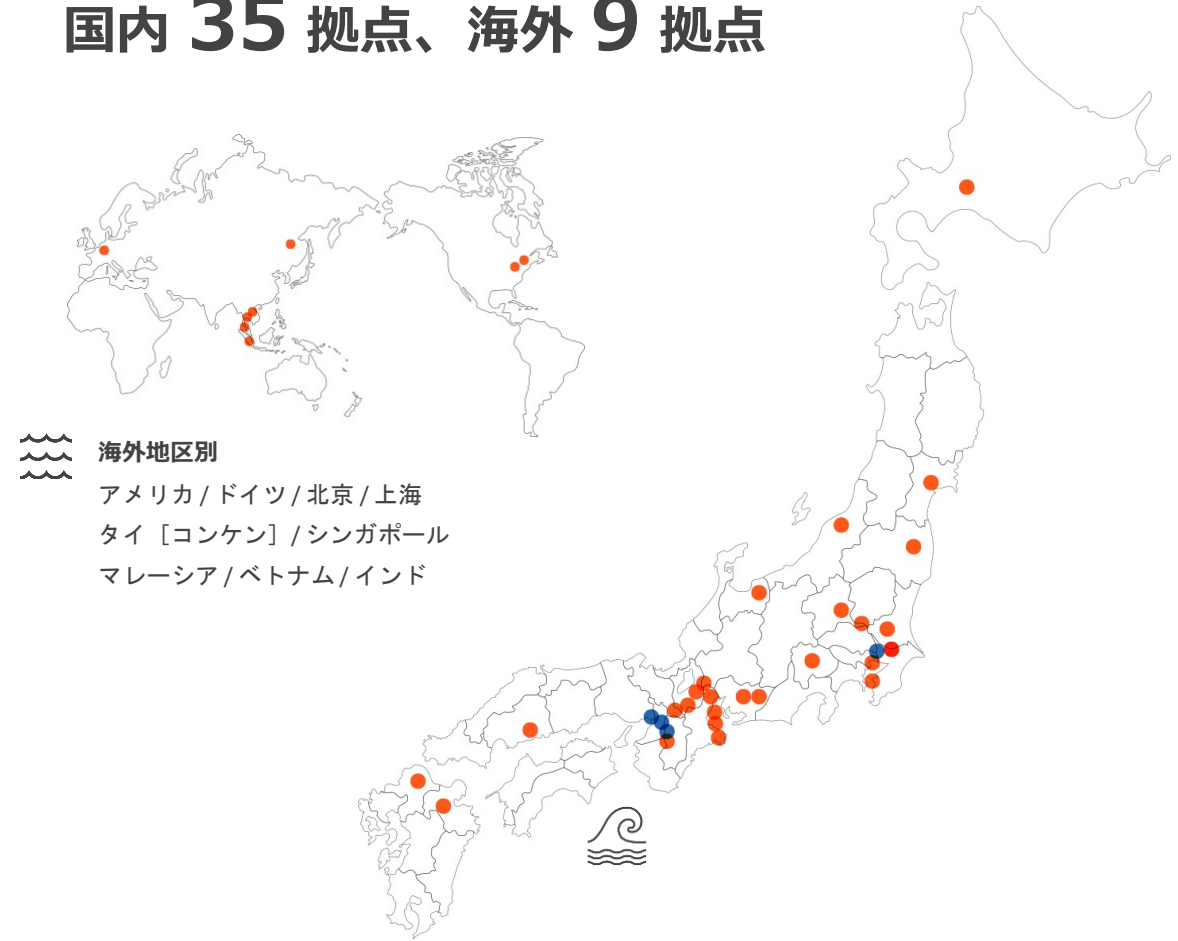 国内 35 拠点、海外 9 拠点
海外地区別
アメリカ / ドイツ / 北京 / 上海
タイ［コンケン］/ シンガポール
マレーシア / ベトナム / インド